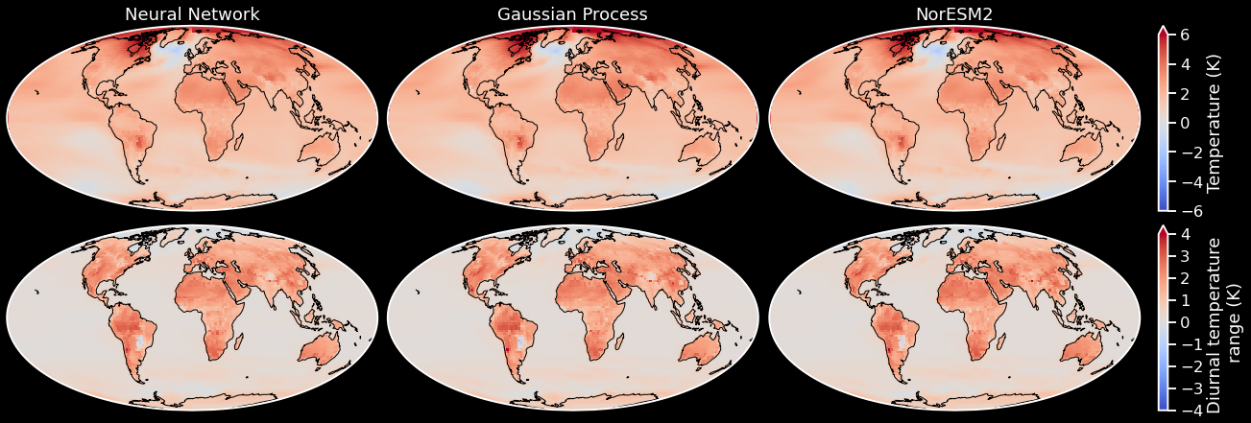 Neural Network
Gaussian Process
NorESM2
6
4
2
0
−2
−4
−6
Temperature (K)
4
3
2
1
0
−1
−2
−3
−4
Diurnal temperature
range (K)